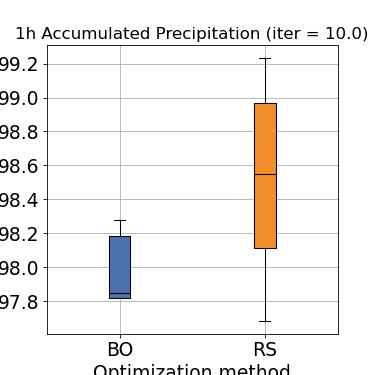 1h Accumulated Precipitation (iter = 10.0)
99.2
99.0
98.8
98.6
98.4
98.2
98.0
97.8
BO RS
Optimization method